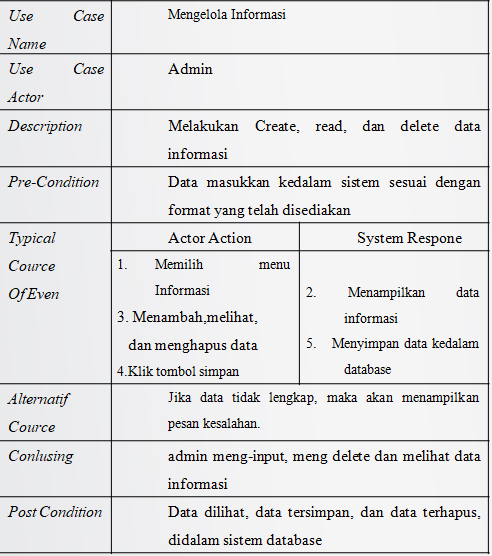 Use Case Mengelola Informasi
Name
Use Case Admin
Actor
Description Melakukan Create, read, dan delete data
informasi
Pre-Condition Data masukkan kedalam sistem sesuai dengan
format yang telah disediakan
Typical Actor Action System Respone
Cource
Of Even
1. Memilih menu
Informasi
3. Menambah,melihat,
dan menghapus data
4.Klik tombol simpan
2. Menampilkan data
informasi
5. Menyimpan data kedalam
database
Alternatif Jika data tidak lengkap, maka akan menampilkan
Cource pesan kesalahan.
Conlusing admin meng-input, meng delete dan melihat data
informasi
Post Condition Data dilihat, data tersimpan, dan data terhapus,
didalam sistem database